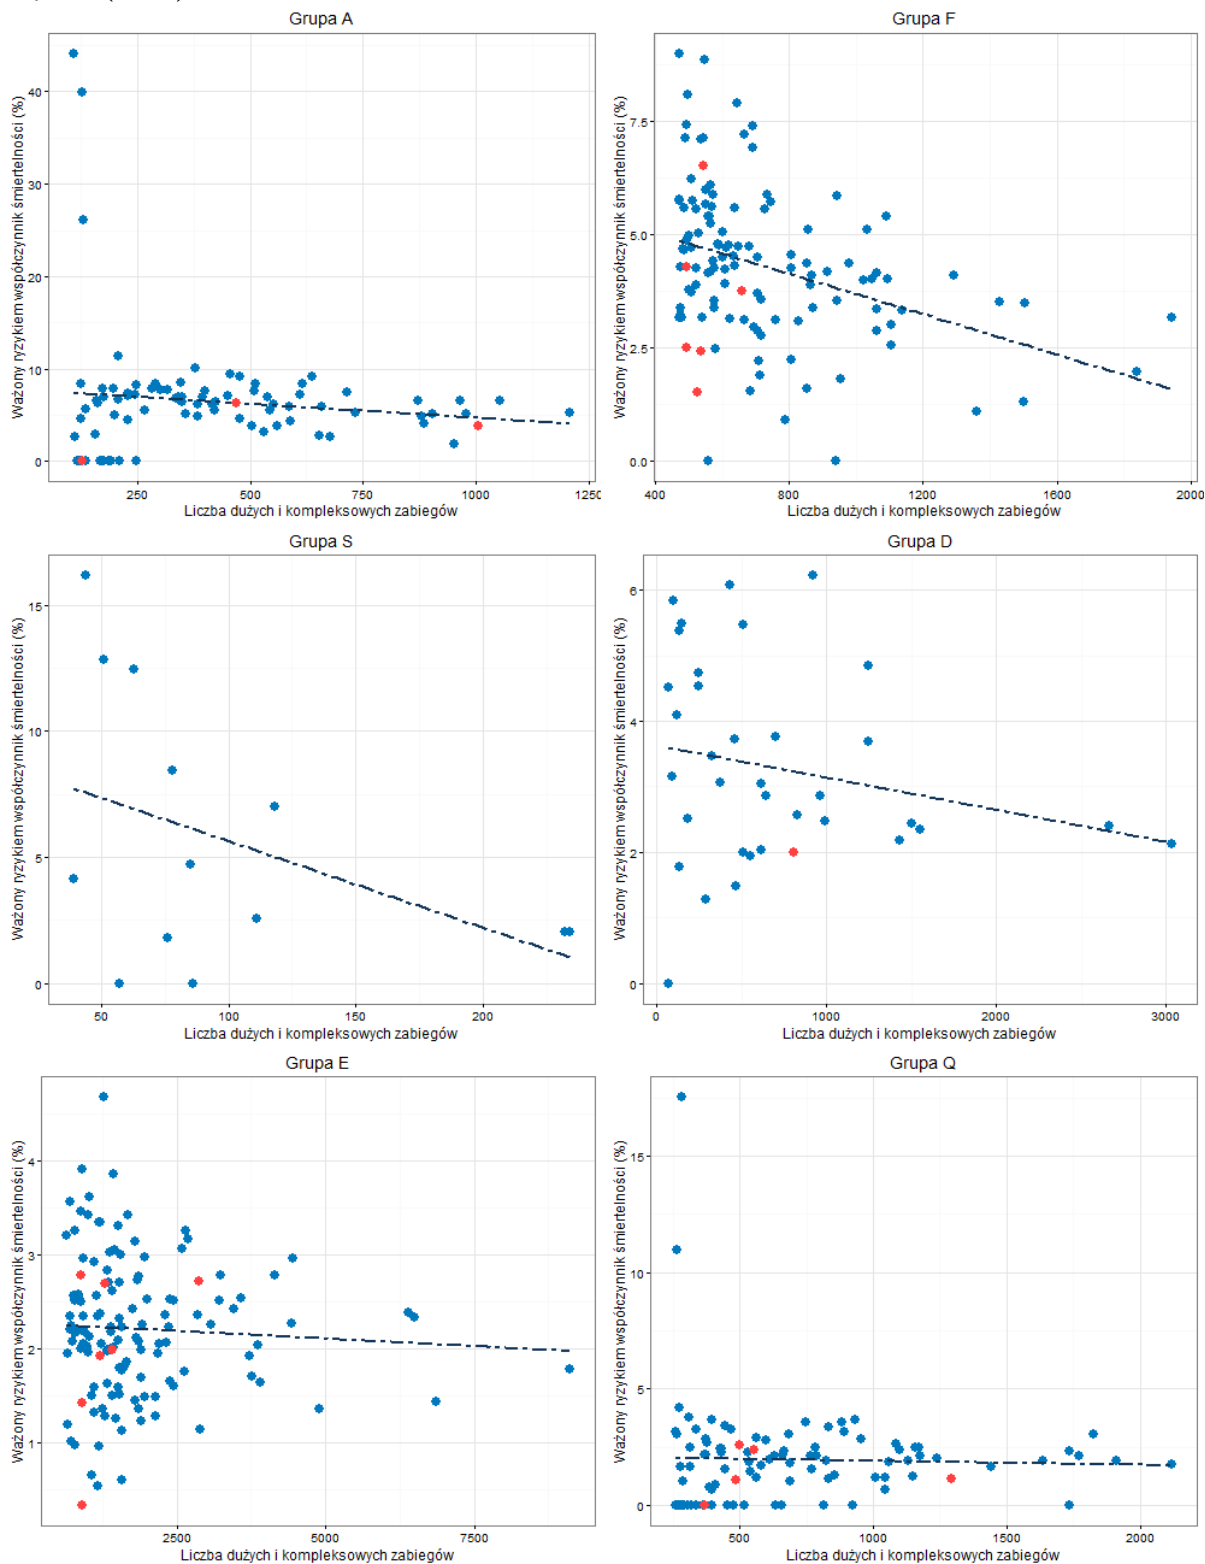 Grupa A
Grupa F
Ważony ryzykiem współczynnik śmiertelności (%)
40
30
20
10
0
250
500
750
1000
1250
Liczba dużych i kompleksowych zabiegów
Ważony ryzykiem współczynnik śmiertelności (%)
7.5
5.0
2.5
0.0
400
800
1200
1600
2000
Liczba dużych i kompleksowych zabiegów
Grupa S
Grupa D
Ważony ryzykiem współczynnik śmiertelności (%)
15
10
5
0
50
100
150
200
Liczba dużych i kompleksowych zabiegów
Ważony ryzykiem współczynnik śmiertelności (%)
6
4
2
0
0
1000
2000
3000
Liczba dużych i kompleksowych zabiegów
Grupa E
Grupa Q
Ważony ryzykiem współczynnik śmiertelności (%)
4
3
2
1
2500
5000
7500
Liczba dużych i kompleksowych zabiegów
Ważony ryzykiem współczynnik śmiertelności (%)
15
10
5
0
500
1000
1500
2000
Liczba dużych i kompleksowych zabiegów